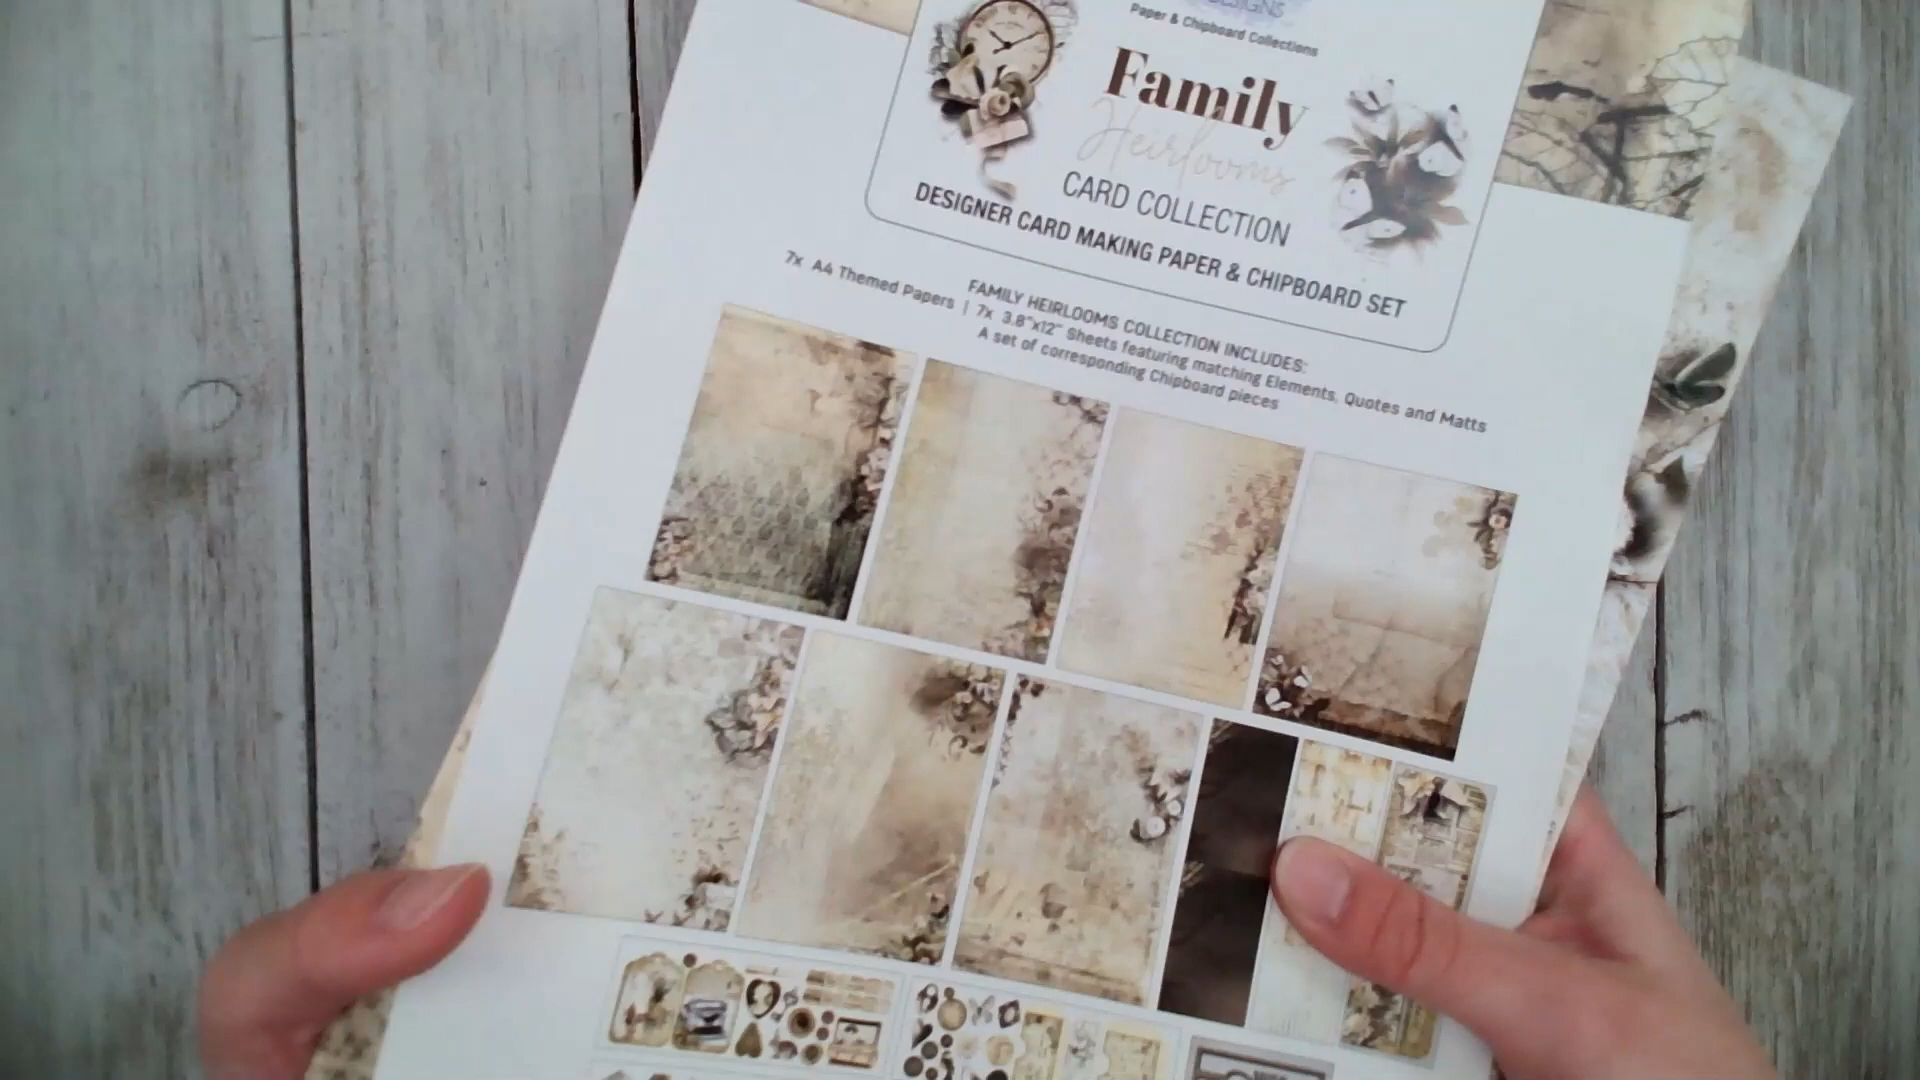 DESIGNS
Paper & Chipboard Collections
Family
Heirlooms
CARD COLLECTION
DESIGNER CARD MAKING PAPER & CHIPBOARD SET
FAMILY HEIRLOOMS COLLECTION INCLUDES:
7x A4 Themed Papers | 7x 3.8"x12" Sheets featuring matching Elements, Quotes and Matts
A set of corresponding Chipboard pieces